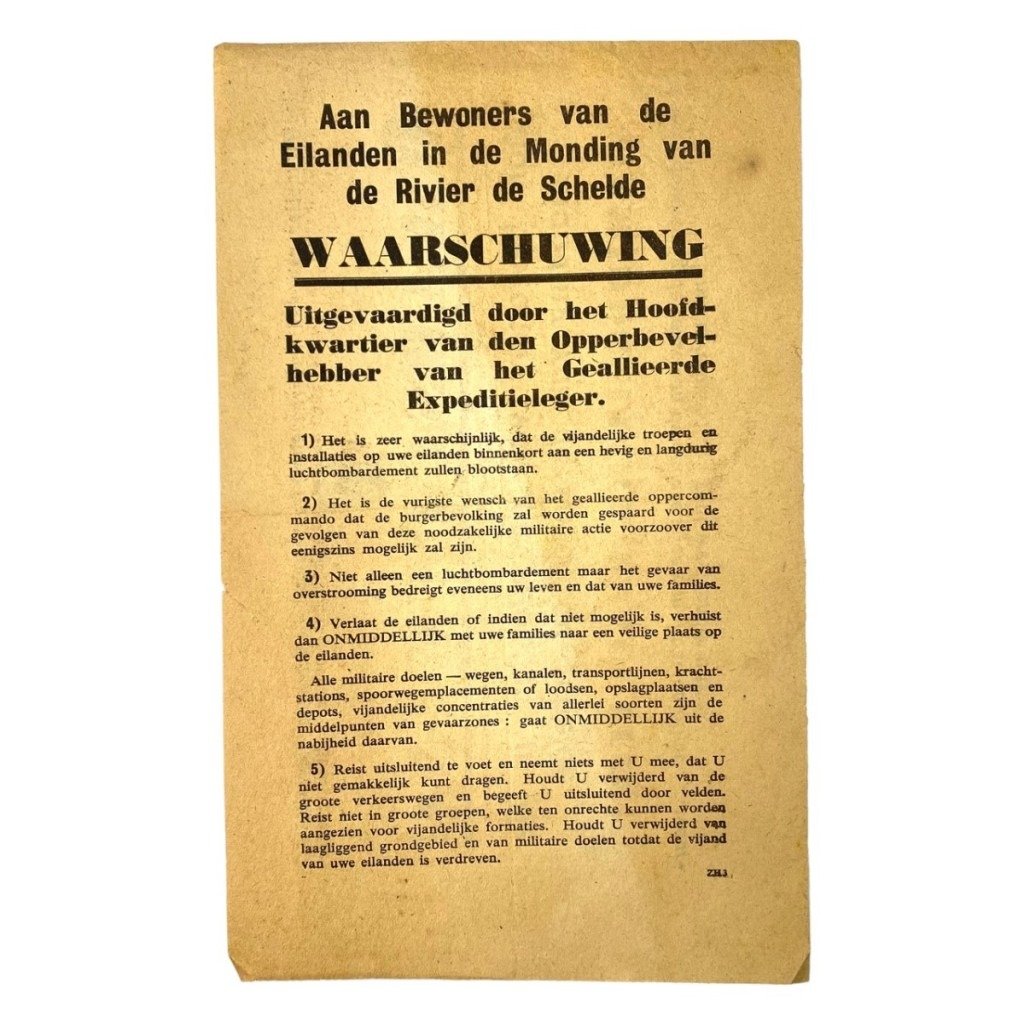 Aan Bewoners van de
Eilanden in de Monding van
de Rivier de Schelde
WAARSCHUWING
Uitgevaardigd door het Hoofd-
kwartier van den Opperbevel-
hebber van het Geallieerde
Expeditieleger.
1) Het is zeer waarschijnlijk, dat de vijandelijke troepen en
installaties op uwe eilanden binnenkort aan een hevig en langdurig
luchtbombardement zullen blootstaan.
2) Het is de vurigste wensch van het geallieerde oppercom-
mando dat de burgerbevolking zal worden gespaard voor de
gevolgen van deze noodzakelijke militaire actie voorzoover dit
eenigszins mogelijk zal zijn.
3) Niet alleen een luchtbombardement maar het gevaar van
overstrooming bedreigt eveneens uw leven en dat van uwe families.
4) Verlaat de eilanden of indien dat niet mogelijk is, verhuist
dan ONMIDDELLIJK met uwe families naar een veilige plaats op
de eilanden.
Alle militaire doelen — wegen, kanalen, transportlijnen, kracht-
stations, spoorwegemplacementen of loodsen, opslagplaatsen en
depots, vijandelijke concentraties van allerlei soorten zijn de
middelpunten van gevaarzones : gaat ONMIDDELLIJK uit de
nabijheid daarvan.
5) Reist uitsluitend te voet en neemt niets met U mee, dat U
niet gemakkelijk kunt dragen. Houdt U verwijderd van de
groote verkeerswegen en begeeft U uitsluitend door velden.
Reist niet in groote groepen, welke ten onrechte kunnen worden
aangezien voor vijandelijke formaties. Houdt U verwijderd van
laagliggend grondgebied en van militaire doelen totdat de vijand
van uwe eilanden is verdreven.
ZH.3